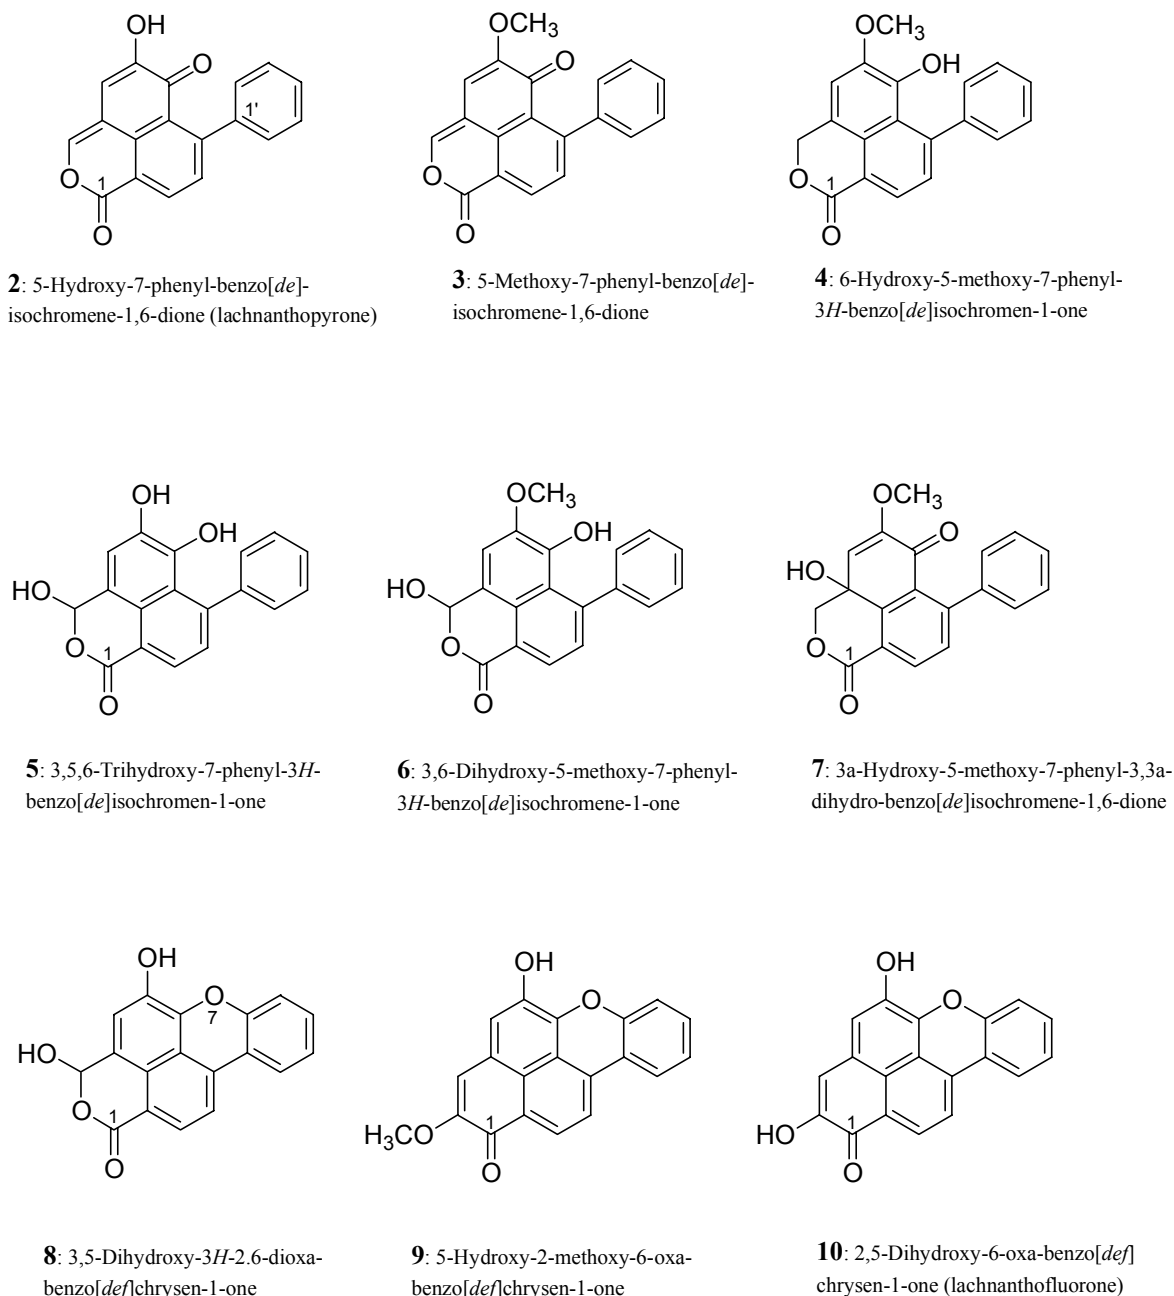 OH
O
1'
O
1
O
2: 5-Hydroxy-7-phenyl-benzo[de]-
isochromene-1,6-dione (lachnanthopyrone)
OCH3
O
O
O
3: 5-Methoxy-7-phenyl-benzo[de]-
isochromene-1,6-dione
OCH3
OH
O
1
O
4: 6-Hydroxy-5-methoxy-7-phenyl-
3H-benzo[de]isochromen-1-one
OH
OH
HO
O
1
O
5: 3,5,6-Trihydroxy-7-phenyl-3H-
benzo[de]isochromen-1-one
OCH3
OH
HO
O
O
6: 3,6-Dihydroxy-5-methoxy-7-phenyl-
3H-benzo[de]isochromene-1-one
OCH3
O
HO
O
1
O
7: 3a-Hydroxy-5-methoxy-7-phenyl-3,3a-
dihydro-benzo[de]isochromene-1,6-dione
OH
O
7
HO
O
1
O
8: 3,5-Dihydroxy-3H-2.6-dioxa-
benzo[def]chrysen-1-one
OH
O
H3CO
1
O
9: 5-Hydroxy-2-methoxy-6-oxa-
benzo[def]chrysen-1-one
OH
O
HO
1
O
10: 2,5-Dihydroxy-6-oxa-benzo[def]
chrysen-1-one (lachnanthofluorone)